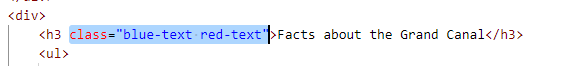 <div>
<h3 class="blue-text red-text">Facts about the Grand Canal</h3>
<ul>